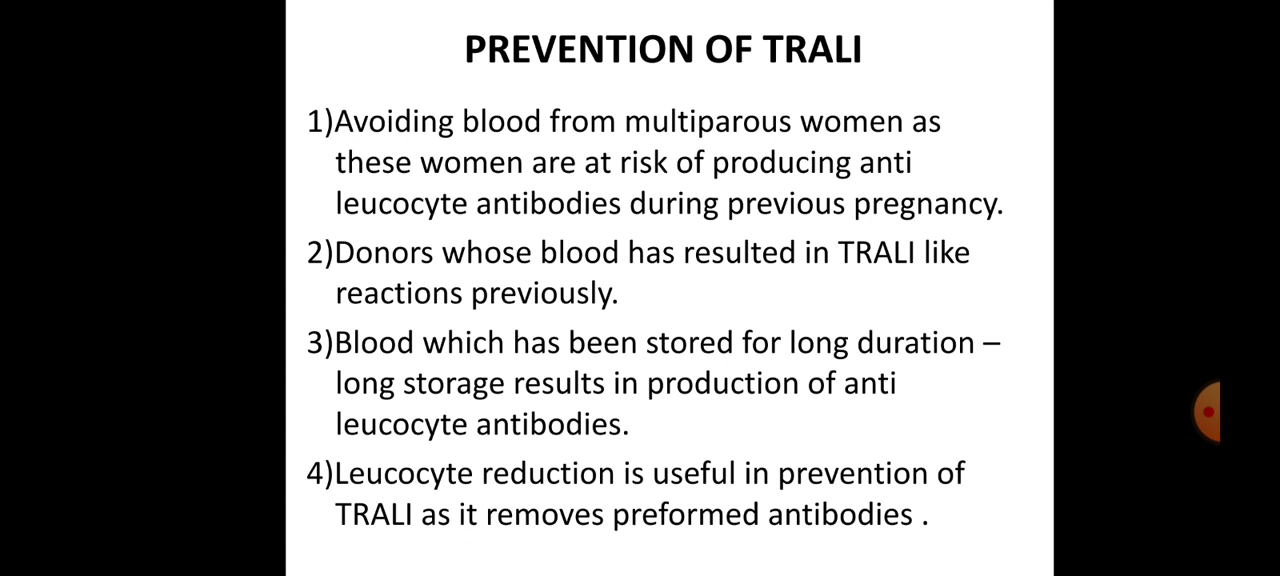 PREVENTION OF TRALI
1)Avoiding blood from multiparous women as
these women are at risk of producing anti
leucocyte antibodies during previous pregnancy.
2)Donors whose blood has resulted in TRALI like
reactions previously.
3)Blood which has been stored for long duration –
long storage results in production of anti
leucocyte antibodies.
4)Leucocyte reduction is useful in prevention of
TRALI as it removes preformed antibodies .